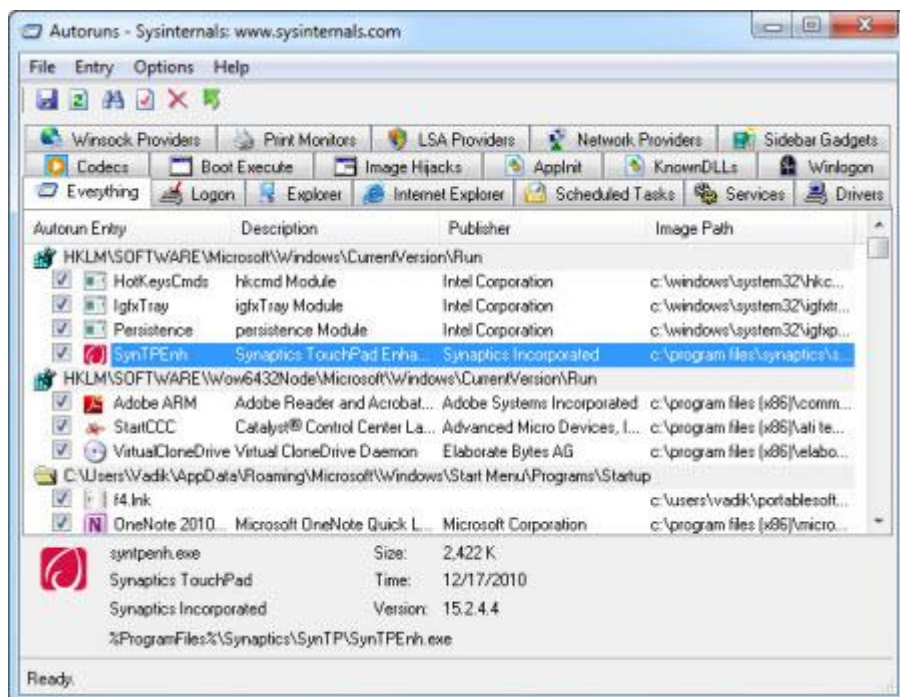 Autoruns - Sysinternals: www.sysinternals.com
File Entry Options Help
Winsock Providers Print Monitors LSA Providers Network Providers Sidebar Gadgets
Codecs Boot Execute Image Hijacks AppInit KnownDLLs Winlogon
Everything Logon Explorer Internet Explorer Scheduled Tasks Services Drivers
Autorun Entry Description Publisher Image Path
HKLM\SOFTWARE\Microsoft\Windows\CurrentVersion\Run
HotKeysCmds hkcmd Module Intel Corporation c:\windows\system32\hkc...
IgfxTray igfxTray Module Intel Corporation c:\windows\system32\igfxtr...
Persistence persistence Module Intel Corporation c:\windows\system32\igfxp...
SynTPEnh Synaptics TouchPad Enha... Synaptics Incorporated c:\program files\synaptics\s...
HKLM\SOFTWARE\Wow6432Node\Microsoft\Windows\CurrentVersion\Run
Adobe ARM Adobe Reader and Acrobat... Adobe Systems Incorporated c:\program files (x86)\comm...
StartCCC Catalyst® Control Center La... Advanced Micro Devices, I... c:\program files (x86)\ati te...
VirtualCloneDrive Virtual CloneDrive Daemon Elaborate Bytes AG c:\program files (x86)\elabo...
C:\Users\Vadik\AppData\Roaming\Microsoft\Windows\Start Menu\Programs\Startup
f4.lnk c:\users\vadik\portablesoft...
OneNote 2010... Microsoft OneNote Quick L... Microsoft Corporation c:\program files (x86)\micro...
syntpenh.exe Size: 2,422 K
Synaptics TouchPad Time: 12/17/2010
Synaptics Incorporated Version: 15.2.4.4
%ProgramFiles%\Synaptics\SynTP\SynTPEnh.exe
Ready.